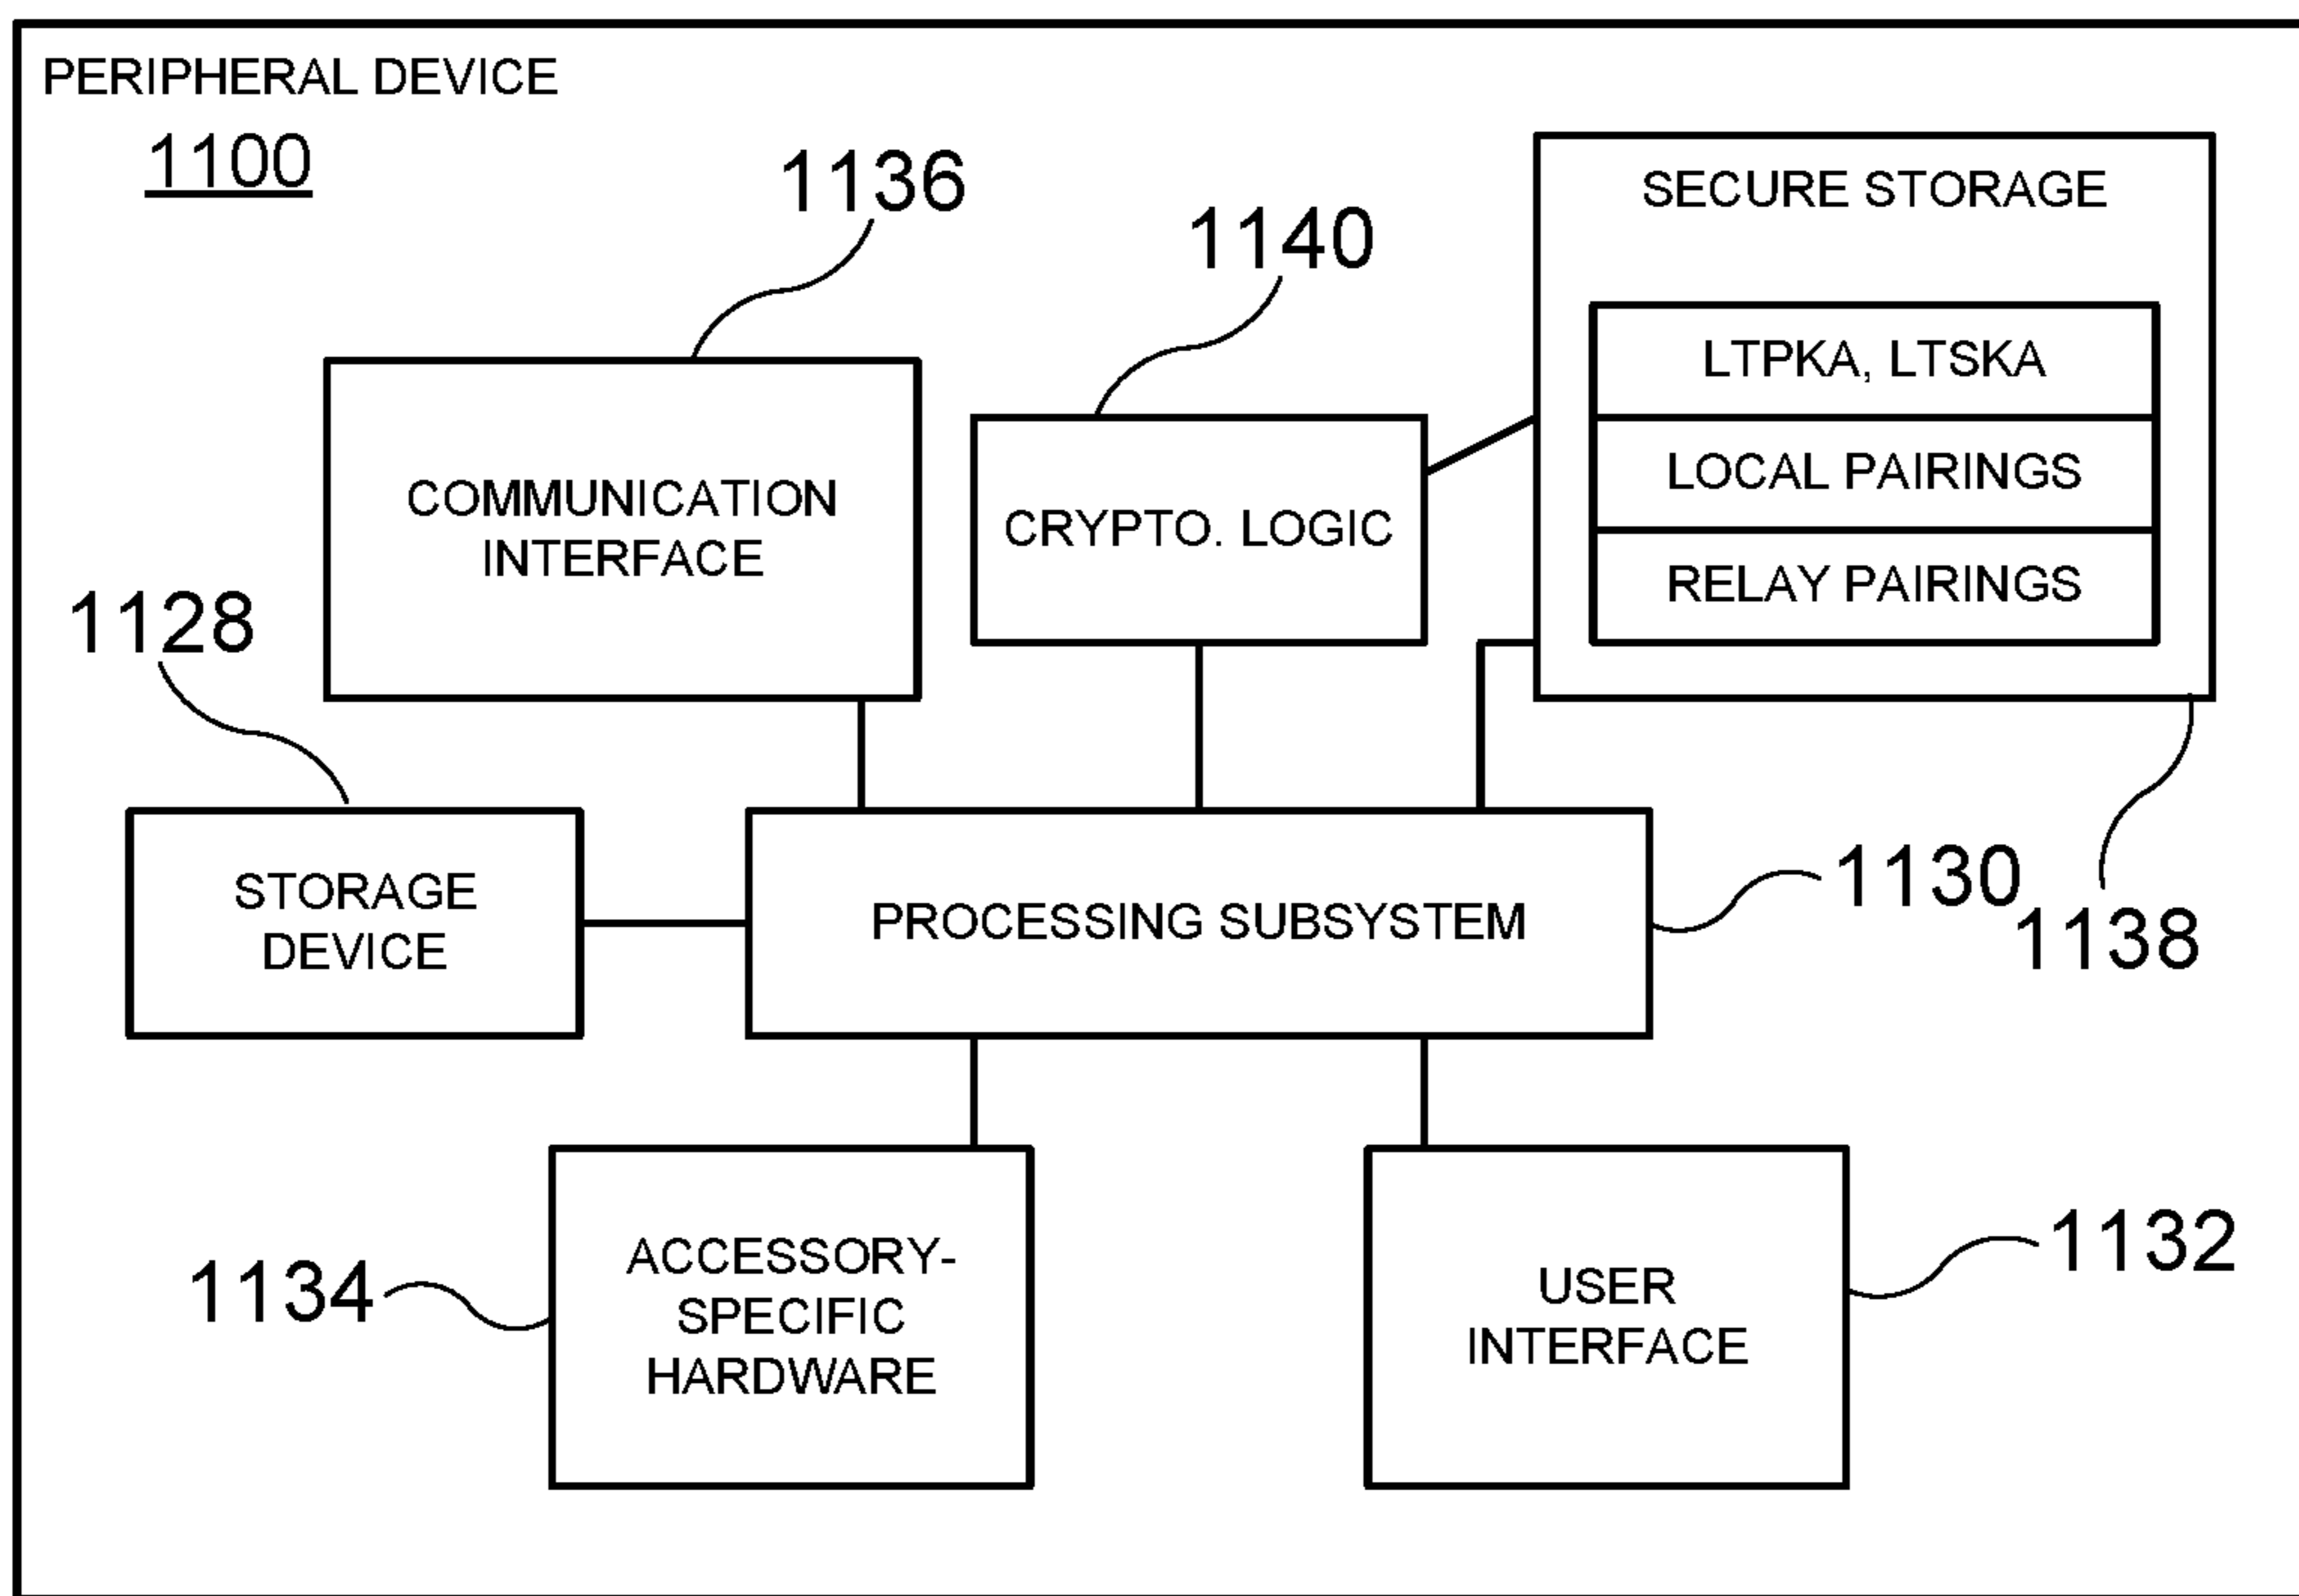 PERIPHERAL DEVICE
1100
1136
1140
SECURE STORAGE
LTPKA, LTSKA
LOCAL PAIRINGS
RELAY PAIRINGS
COMMUNICATION
INTERFACE
CRYPTO. LOGIC
1128
STORAGE
DEVICE
PROCESSING SUBSYSTEM
1130
1138
1134
ACCESSORY-
SPECIFIC
HARDWARE
USER
INTERFACE
1132